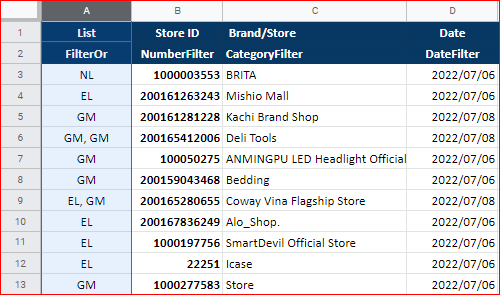 A B C D
1 List Store ID Brand/Store Date
2 FilterOr NumberFilter CategoryFilter DateFilter
3 NL 1000003553 BRITA 2022/07/06
4 EL 200161263243 Mishio Mall 2022/07/06
5 GM 200161281228 Kachi Brand Shop 2022/07/08
6 GM, GM 200165412006 Deli Tools 2022/07/08
7 GM 100050275 ANMINGPU LED Headlight Official 2022/07/06
8 GM 200159043468 Bedding 2022/07/06
9 EL, GM 200165280655 Coway Vina Flagship Store 2022/07/08
10 EL 200167836249 Alo_Shop. 2022/07/06
11 EL 1000197756 SmartDevil Official Store 2022/07/06
12 EL 22251 Icase 2022/07/06
13 GM 1000277583 Store 2022/07/06